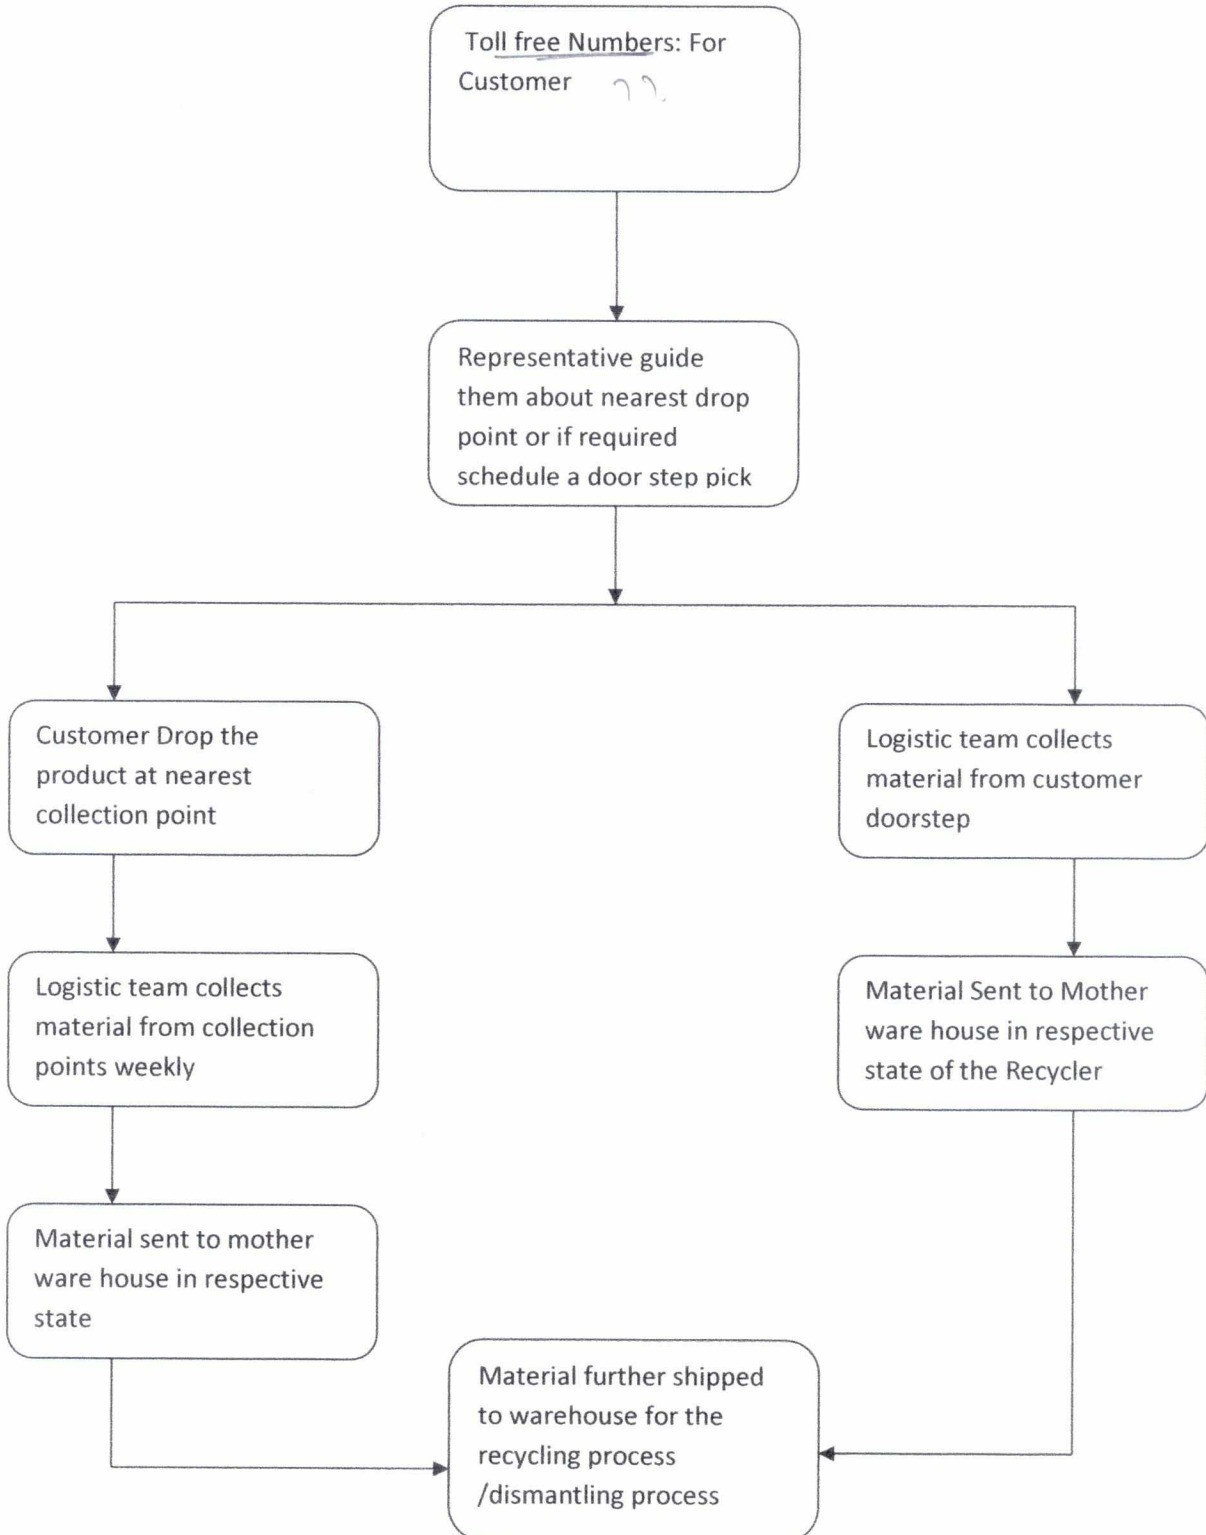 Toll free Numbers: For
Customer ??
Representative guide
them about nearest drop
point or if required
schedule a door step pick
Customer Drop the
product at nearest
collection point
Logistic team collects
material from customer
doorstep
Logistic team collects
material from collection
points weekly
Material Sent to Mother
ware house in respective
state of the Recycler
Material sent to mother
ware house in respective
state
Material further shipped
to warehouse for the
recycling process
/dismantling process